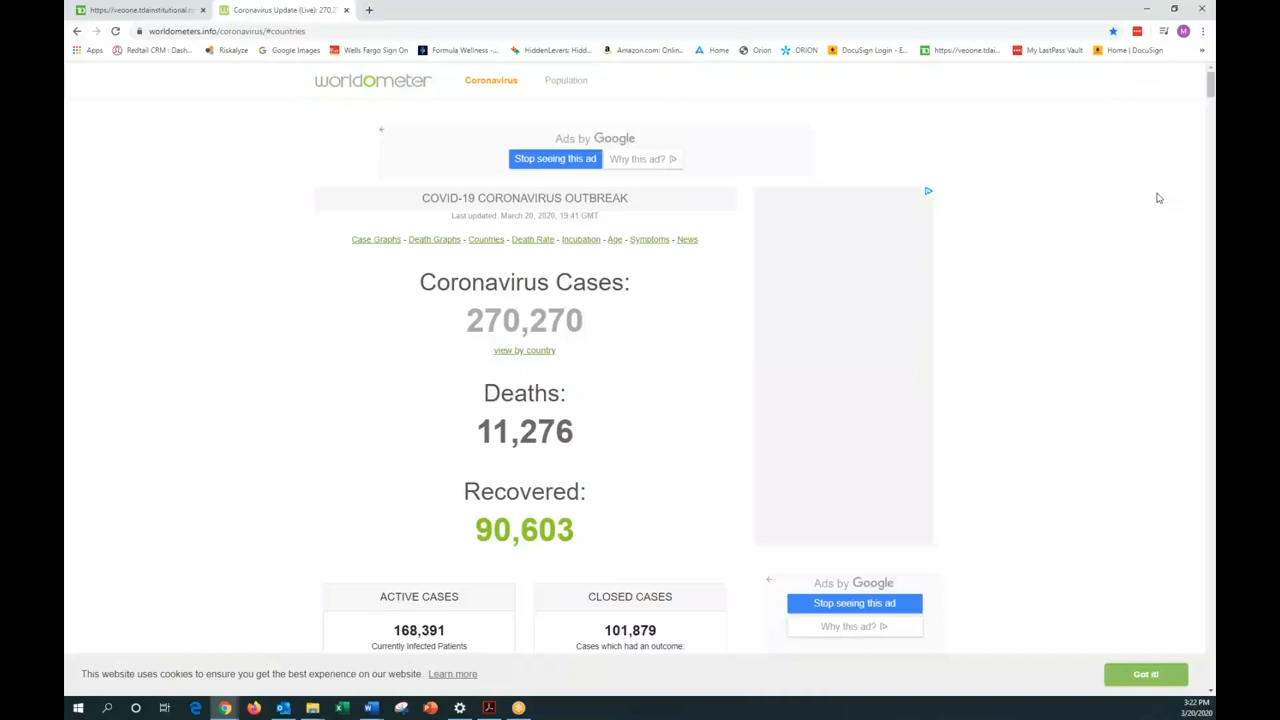 https://veoone.tdainstitutional.c
Coronavirus Update (Live): 270,2
worldometers.info/coronavirus/#countries
M
Apps
Redtail CRM : Dash...
Riskalyze
Google Images
Wells Fargo Sign On
Formula Wellness -...
HiddenLevers: Hidd...
Amazon.com: Onlin...
Home
Orion
ORION
DocuSign Login - E...
https://veoone.tdai...
My LastPass Vault
Home | DocuSign
»
worldometer
Coronavirus
Population
Ads by Google
Stop seeing this ad
Why this ad?
COVID-19 CORONAVIRUS OUTBREAK
Last updated: March 20, 2020, 19:41 GMT
Case Graphs - Death Graphs - Countries - Death Rate - Incubation - Age - Symptoms - News
Coronavirus Cases:
270,270
view by country
Deaths:
11,276
Recovered:
90,603
ACTIVE CASES
168,391
Currently Infected Patients
CLOSED CASES
101,879
Cases which had an outcome:
Ads by Google
Stop seeing this ad
Why this ad?
This website uses cookies to ensure you get the best experience on our website. Learn more
Got it!
3:22 PM
3/20/2020